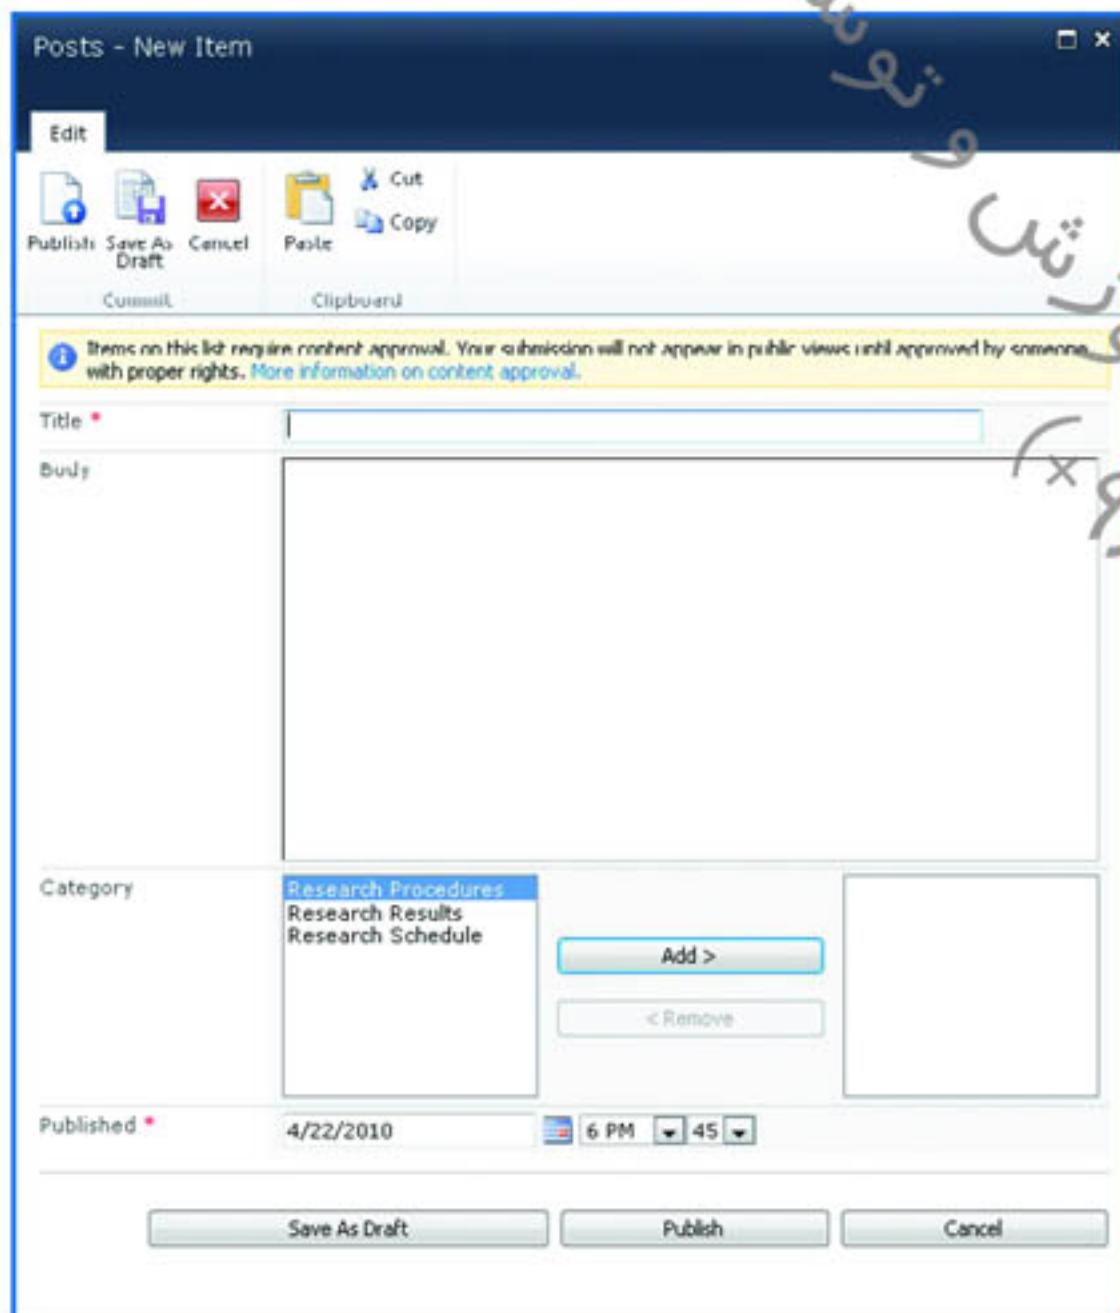 Posts - New Item
Edit
Publish
Save As Draft
Cancel
Paste
Cut
Copy
Commit
Clipboard
Items on this list require content approval. Your submission will not appear in public views until approved by someone
with proper rights. More information on content approval.
Title *
Body
Category
Research Procedures
Research Results
Research Schedule
Add >
< Remove
Published *
4/22/2010
6 PM
45
Save As Draft
Publish
Cancel